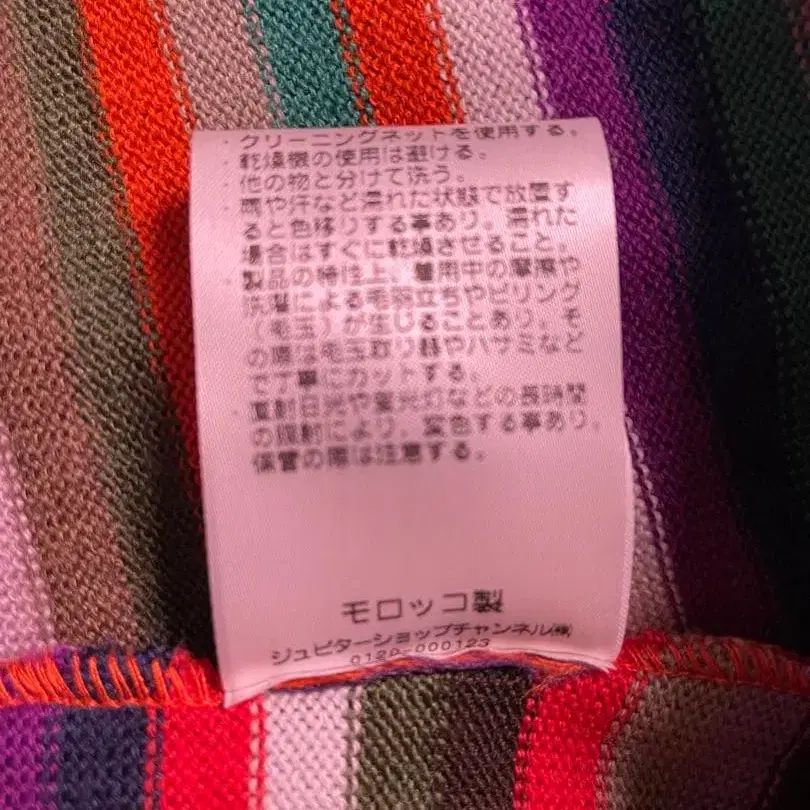 ・クリーニングネットを使用する。
・乾燥機の使用は避ける。
・他の物と分けて洗う。
・雨や汗など濡れた状態で放置す
ると色移りする事あり。濡れた
場合はすぐに乾燥させること。
・製品の特性上、着用中の摩擦や
洗濯による毛羽立ちやピリング
(毛玉)が生じることあり。そ
の際は毛玉取り器やハサミなど
で丁寧にカットする。
・直射日光や蛍光灯などの長時間
の照射により、変色する事あり。
保管の際は注意する。
モロッコ製
ジュピターショップチャンネル㈱
0120-000123